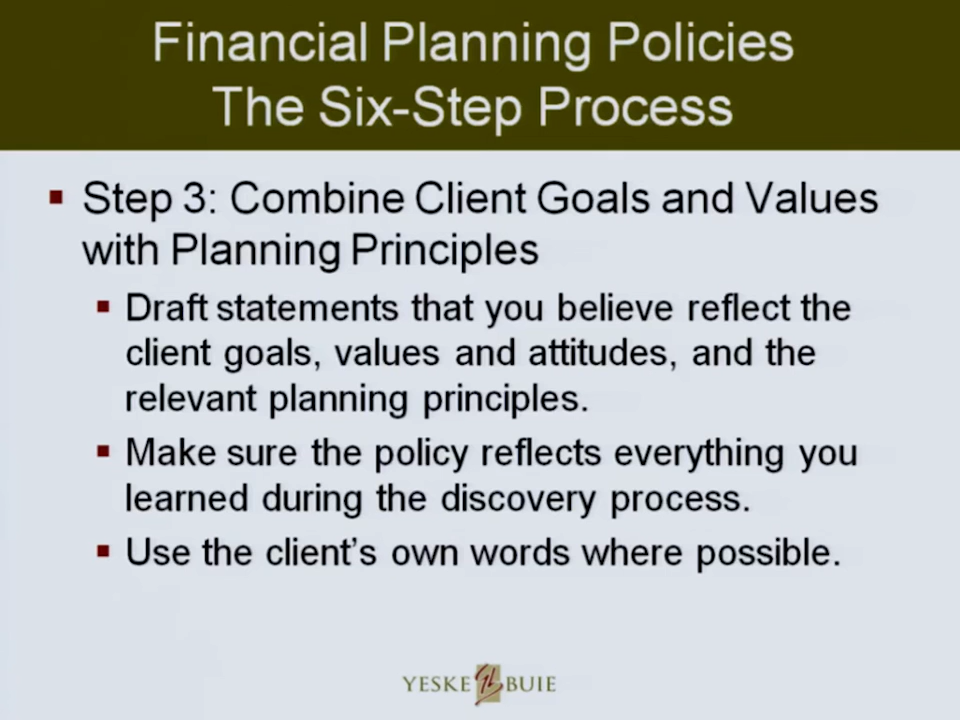 Financial Planning Policies
The Six-Step Process
Step 3: Combine Client Goals and Values
with Planning Principles
Draft statements that you believe reflect the
client goals, values and attitudes, and the
relevant planning principles.
Make sure the policy reflects everything you
learned during the discovery process.
Use the client’s own words where possible.
YESKE BUIE